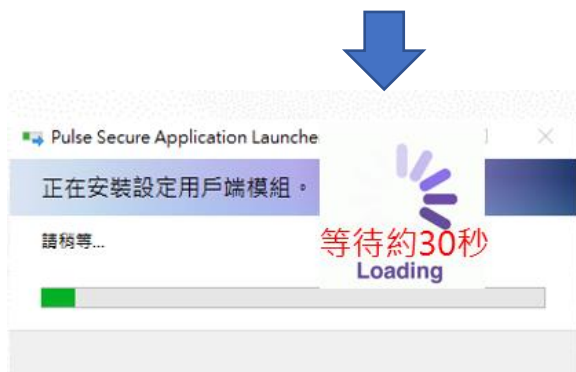 Pulse Secure Application Launche
正在安裝設定用戶端模組。
請稍等...
等待約30秒
Loading